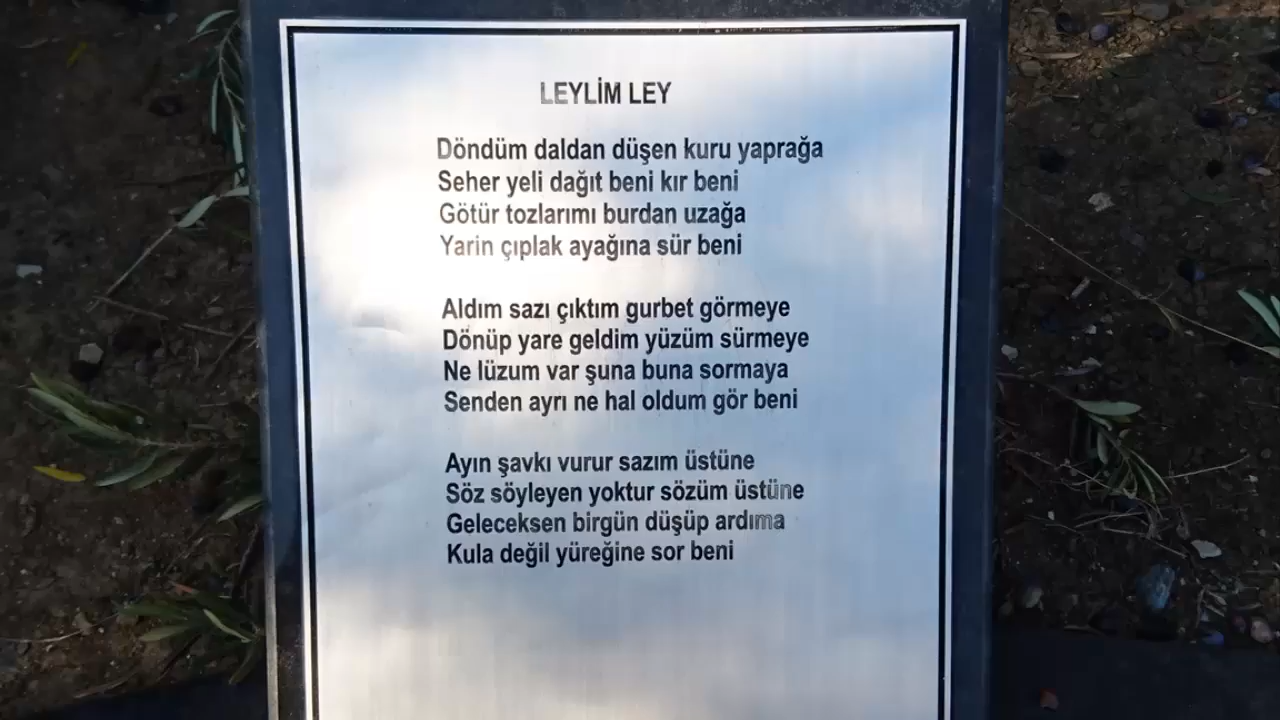 LEYLİM LEY
Döndüm daldan düşen kuru yaprağa
Seher yeli dağıt beni kır beni
Götür tozlarımı burdan uzağa
Yarin çıplak ayağına sür beni
Aldım sazı çıktım gurbet görmeye
Dönüp yare geldim yüzüm sürmeye
Ne lüzum var şuna buna sormaya
Senden ayrı ne hal oldum gör beni
Ayın şavkı vurur sazım üstüne
Söz söyleyen yoktur sözüm üstüne
Geleceksen birgün düşüp ardıma
Kula değil yüreğine sor beni